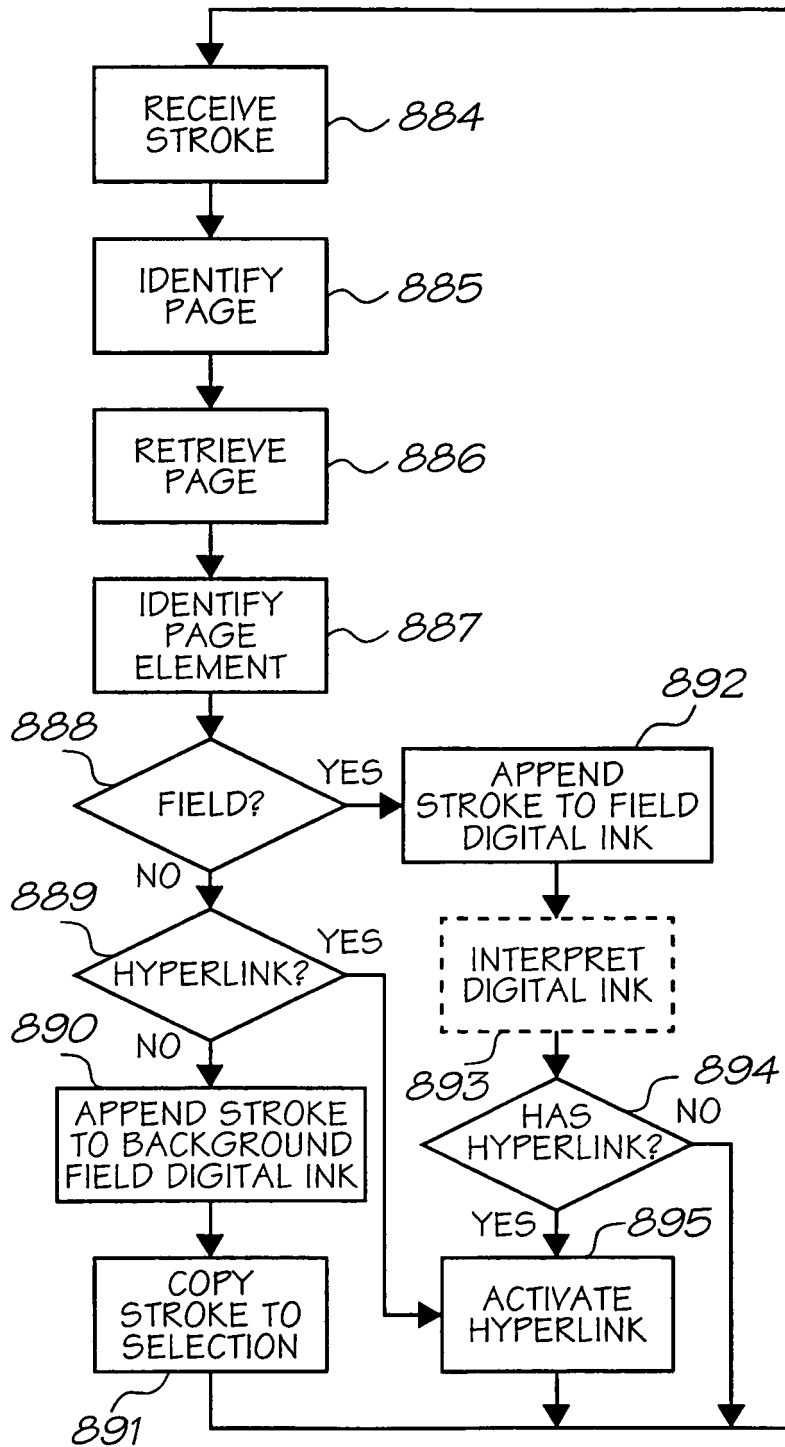 RECEIVE
STROKE
884
IDENTIFY
PAGE
885
RETRIEVE
PAGE
886
IDENTIFY
PAGE
ELEMENT
887
888
FIELD?
YES
NO
892
APPEND
STROKE TO FIELD
DIGITAL INK
889
HYPERLINK?
YES
NO
INTERPRET
DIGITAL INK
893
890
APPEND STROKE
TO BACKGROUND
FIELD DIGITAL INK
894
HAS
HYPERLINK?
NO
YES
895
COPY
STROKE TO
SELECTION
891
ACTIVATE
HYPERLINK